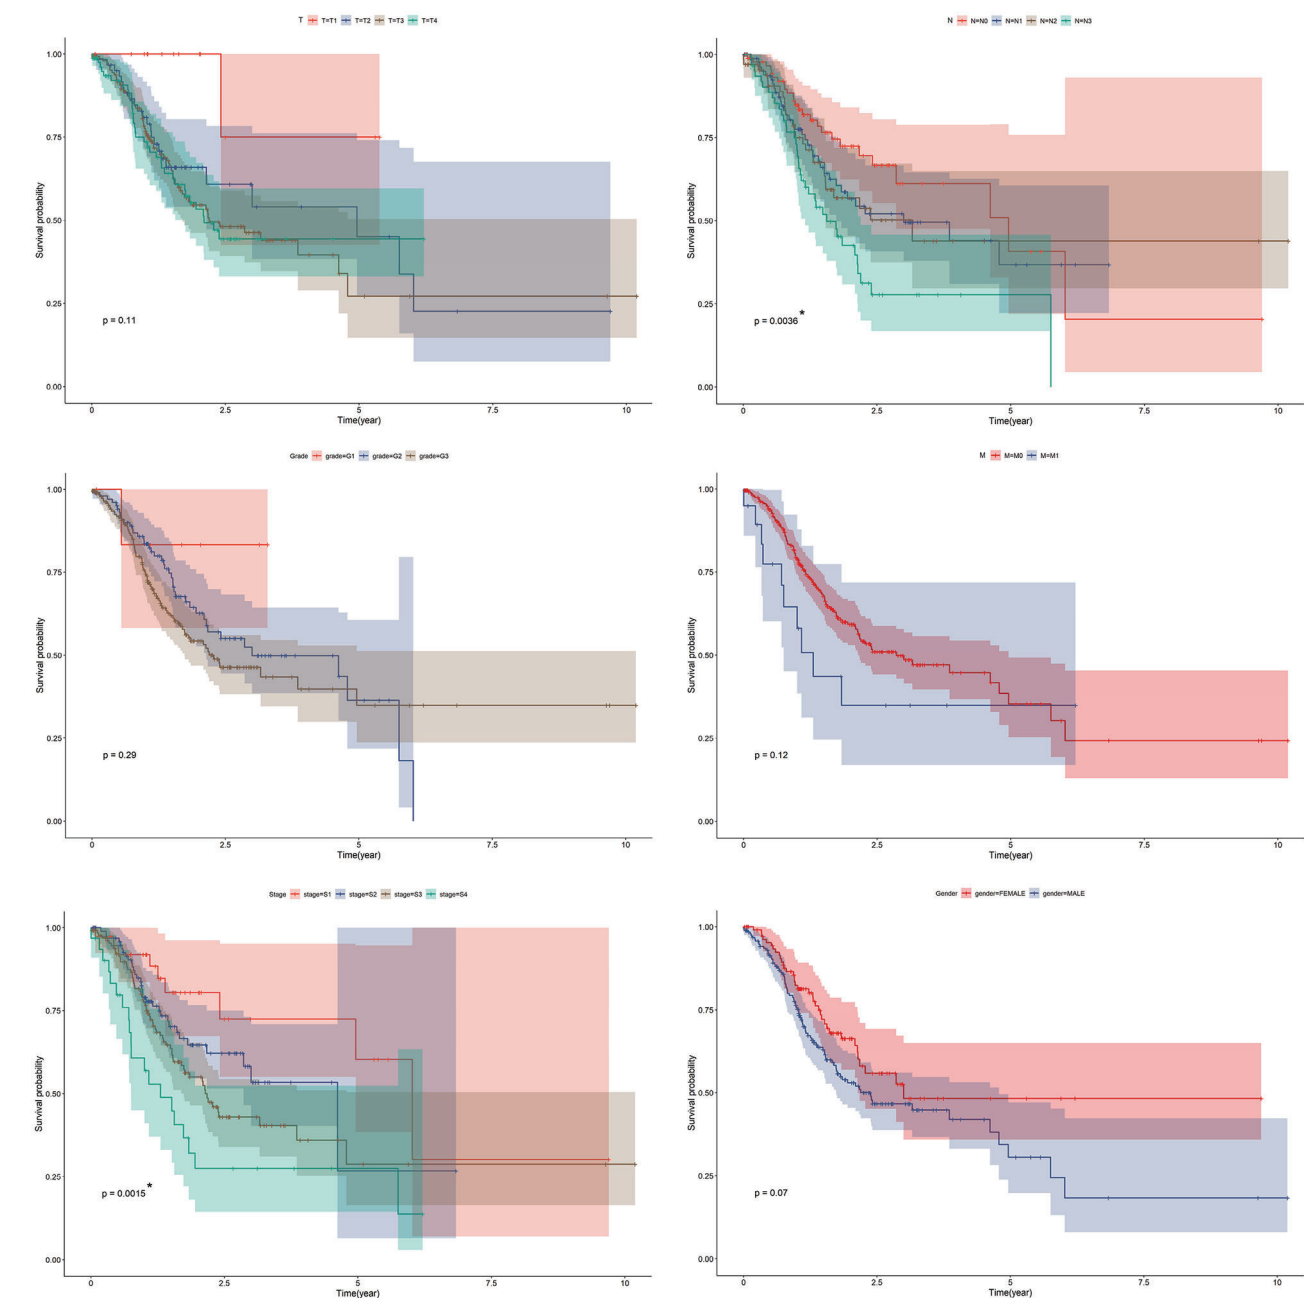 T T=T1 T=T2 T=T3 T=T4
1.00
0.75
0.50
0.25
0.00
Survival probability
p = 0.11
0 2.5 5 7.5 10
Time(year)
N N=N0 N=N1 N=N2 N=N3
1.00
0.75
0.50
0.25
0.00
Survival probability
p = 0.0036 *
0 2.5 5 7.5 10
Time(year)
Grade grade=G1 grade=G2 grade=G3
1.00
0.75
0.50
0.25
0.00
Survival probability
p = 0.29
0 2.5 5 7.5 10
Time(year)
M M=M0 M=M1
1.00
0.75
0.50
0.25
0.00
Survival probability
p = 0.12
0 2.5 5 7.5 10
Time(year)
Stage stage=S1 stage=S2 stage=S3 stage=S4
1.00
0.75
0.50
0.25
0.00
Survival probability
p = 0.0015 *
0 2.5 5 7.5 10
Time(year)
Gender gender=FEMALE gender=MALE
1.00
0.75
0.50
0.25
0.00
Survival probability
p = 0.07
0 2.5 5 7.5 10
Time(year)